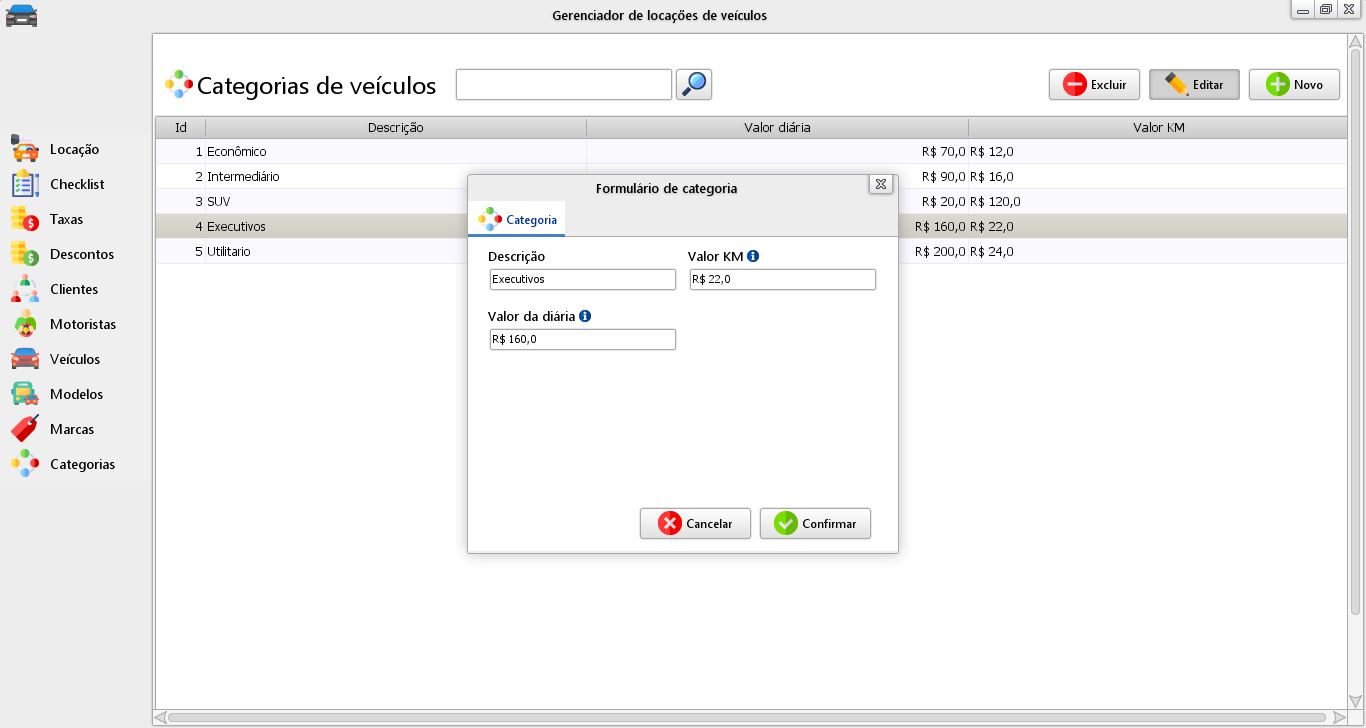 Gerenciador de locações de veículos
Categorias de veículos
Excluir
Editar
Novo
Locação
Checklist
Taxas
Descontos
Clientes
Motoristas
Veículos
Modelos
Marcas
Categorias
Id Descrição Valor diária Valor KM
1 Econômico R$ 70,0 R$ 12,0
2 Intermediário R$ 90,0 R$ 16,0
3 SUV R$ 20,0 R$ 120,0
4 Executivos R$ 160,0 R$ 22,0
5 Utilitario R$ 200,0 R$ 24,0
Formulário de categoria
Categoria
Descrição Valor KM
Executivos R$ 22,0
Valor da diária
R$ 160,0
Cancelar Confirmar